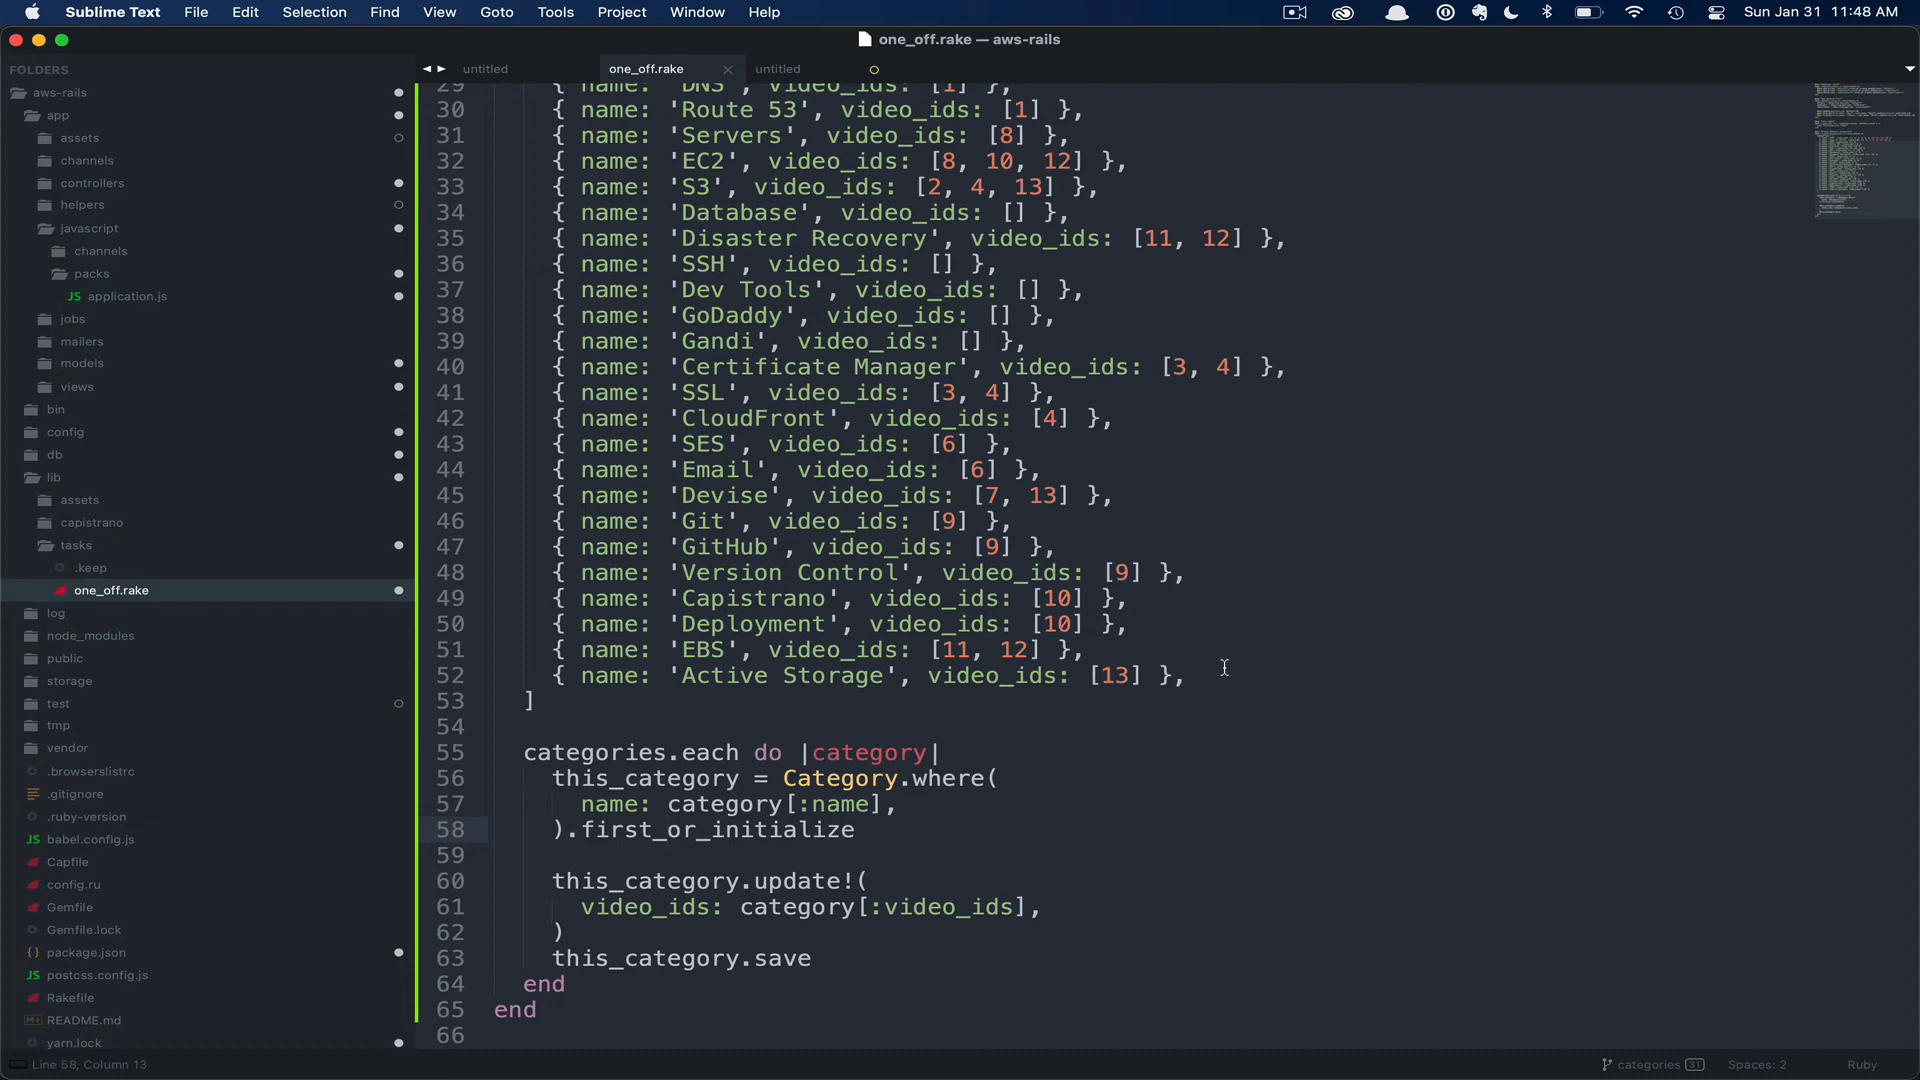 Sublime Text File Edit Selection Find View Goto Tools Project Window Help Sun Jan 31 11:48 AM
one_off.rake — aws-rails
FOLDERS
aws-rails
app
assets
channels
controllers
helpers
javascript
channels
packs
JS application.js
jobs
mailers
models
views
bin
config
db
lib
assets
capistrano
tasks
.keep
one_off.rake
log
node_modules
public
storage
test
tmp
vendor
.browserslistrc
.gitignore
.ruby-version
JS babel.config.js
Capfile
config.ru
Gemfile
Gemfile.lock
package.json
JS postcss.config.js
Rakefile
README.md
yarn.lock
untitled one_off.rake untitled
29 { name: 'DNS', video_ids: [1] },
30 { name: 'Route 53', video_ids: [1] },
31 { name: 'Servers', video_ids: [8] },
32 { name: 'EC2', video_ids: [8, 10, 12] },
33 { name: 'S3', video_ids: [2, 4, 13] },
34 { name: 'Database', video_ids: [] },
35 { name: 'Disaster Recovery', video_ids: [11, 12] },
36 { name: 'SSH', video_ids: [] },
37 { name: 'Dev Tools', video_ids: [] },
38 { name: 'GoDaddy', video_ids: [] },
39 { name: 'Gandi', video_ids: [] },
40 { name: 'Certificate Manager', video_ids: [3, 4] },
41 { name: 'SSL', video_ids: [3, 4] },
42 { name: 'CloudFront', video_ids: [4] },
43 { name: 'SES', video_ids: [6] },
44 { name: 'Email', video_ids: [6] },
45 { name: 'Devise', video_ids: [7, 13] },
46 { name: 'Git', video_ids: [9] },
47 { name: 'GitHub', video_ids: [9] },
48 { name: 'Version Control', video_ids: [9] },
49 { name: 'Capistrano', video_ids: [10] },
50 { name: 'Deployment', video_ids: [10] },
51 { name: 'EBS', video_ids: [11, 12] },
52 { name: 'Active Storage', video_ids: [13] },
53 ]
54
55 categories.each do |category|
56 this_category = Category.where(
57 name: category[:name],
58 ).first_or_initialize
59
60 this_category.update!(
61 video_ids: category[:video_ids],
62 )
63 this_category.save
64 end
65 end
66
Line 58, Column 13 categories 31 Spaces: 2 Ruby